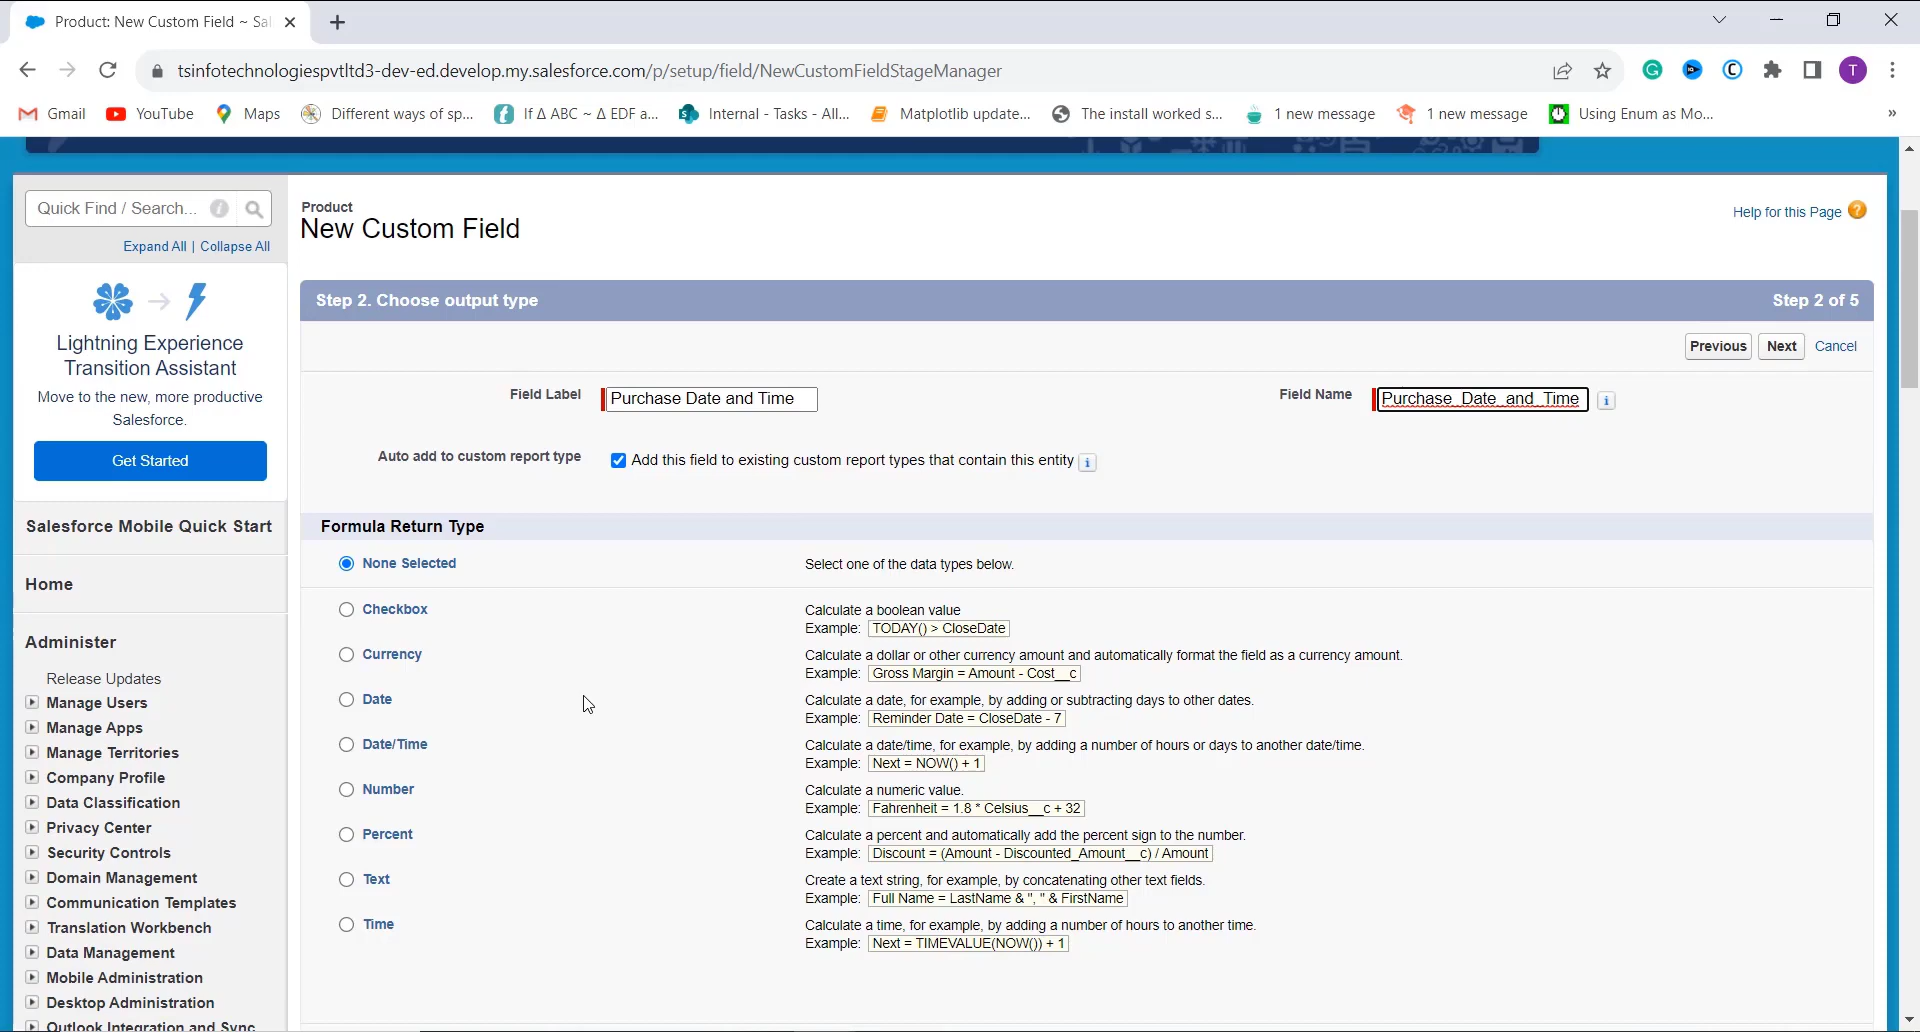 Product: New Custom Field ~ Sal
tsinfotechnologiespvtltd3-dev-ed.develop.my.salesforce.com/p/setup/field/NewCustomFieldStageManager
T
Gmail
YouTube
Maps
Different ways of sp...
If Δ ABC ~ Δ EDF a...
Internal - Tasks - All...
Matplotlib update...
The install worked s...
1 new message
1 new message
Using Enum as Mo...
»
Quick Find / Search...
Expand All | Collapse All
Lightning Experience
Transition Assistant
Move to the new, more productive
Salesforce.
Get Started
Salesforce Mobile Quick Start
Home
Administer
Release Updates
Manage Users
Manage Apps
Manage Territories
Company Profile
Data Classification
Privacy Center
Security Controls
Domain Management
Communication Templates
Translation Workbench
Data Management
Mobile Administration
Desktop Administration
Outlook Integration and Sync
Product
New Custom Field
Help for this Page ?
Step 2. Choose output type
Step 2 of 5
Previous Next Cancel
Field Label Purchase Date and Time
Field Name Purchase_Date_and_Time i
Auto add to custom report type Add this field to existing custom report types that contain this entity i
Formula Return Type
None Selected Select one of the data types below.
Checkbox Calculate a boolean value
Example: TODAY() > CloseDate
Currency Calculate a dollar or other currency amount and automatically format the field as a currency amount.
Example: Gross Margin = Amount - Cost__c
Date Calculate a date, for example, by adding or subtracting days to other dates.
Example: Reminder Date = CloseDate - 7
Date/Time Calculate a date/time, for example, by adding a number of hours or days to another date/time.
Example: Next = NOW() + 1
Number Calculate a numeric value.
Example: Fahrenheit = 1.8 * Celsius__c + 32
Percent Calculate a percent and automatically add the percent sign to the number.
Example: Discount = (Amount - Discounted_Amount__c) / Amount
Text Create a text string, for example, by concatenating other text fields.
Example: Full Name = LastName & ", " & FirstName
Time Calculate a time, for example, by adding a number of hours to another time.
Example: Next = TIMEVALUE(NOW()) + 1